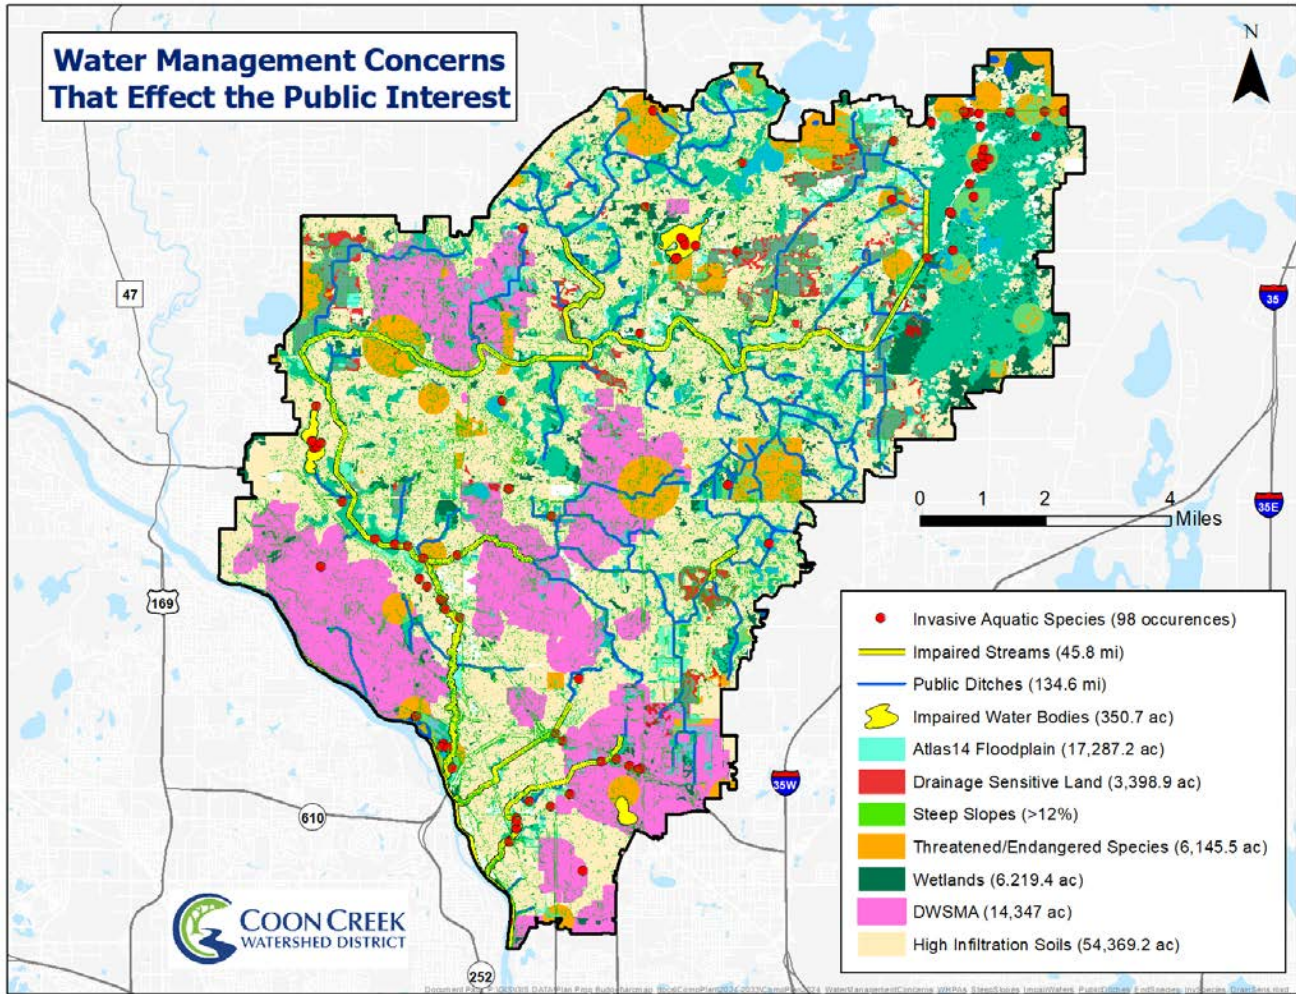 Water Management Concerns
That Effect the Public Interest
N
47
35
0 1 2 4
Miles
35E
169
Invasive Aquatic Species (98 occurences)
Impaired Streams (45.8 mi)
Public Ditches (134.6 mi)
Impaired Water Bodies (350.7 ac)
Atlas14 Floodplain (17,287.2 ac)
Drainage Sensitive Land (3,398.9 ac)
Steep Slopes (>12%)
Threatened/Endangered Species (6,145.5 ac)
Wetlands (6.219.4 ac)
DWSMA (14,347 ac)
High Infiltration Soils (54,369.2 ac)
35W
610
COON CREEK
WATERSHED DISTRICT
252